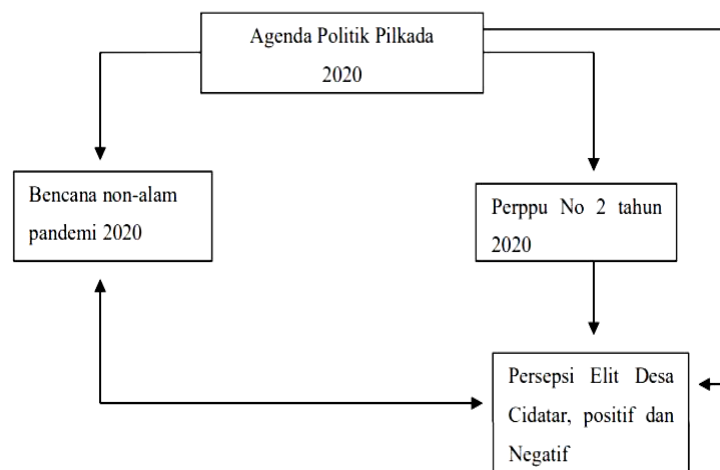 Agenda Politik Pilkada
2020
Bencana non-alam
pandemi 2020
Perppu No 2 tahun
2020
Persepsi Elit Desa
Cidatar, positif dan
Negatif